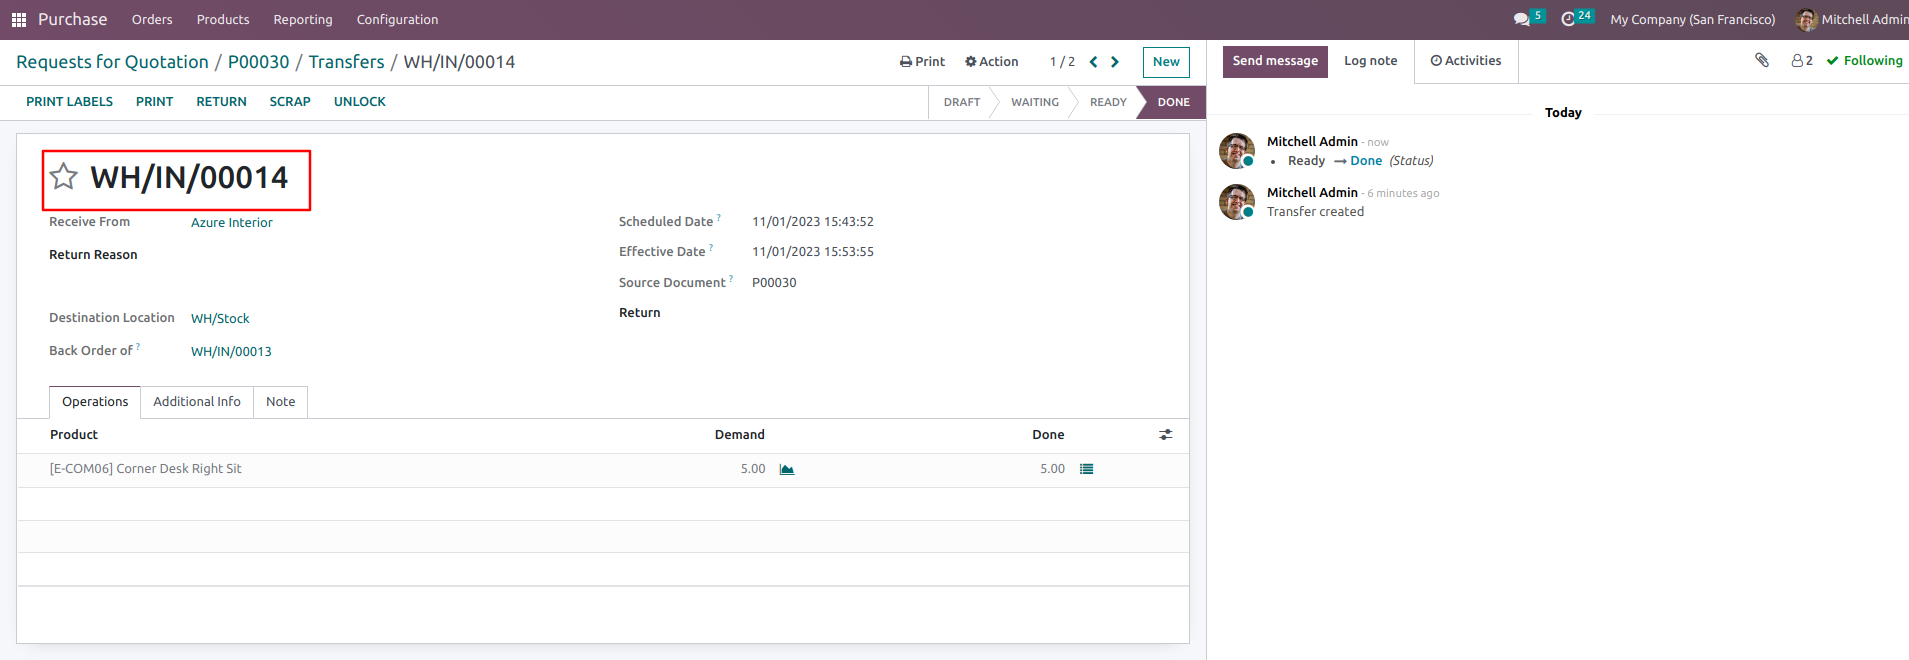 Purchase Orders Products Reporting Configuration 5 24 My Company (San Francisco) Mitchell Admin
Requests for Quotation / P00030 / Transfers / WH/IN/00014 Print Action 1 / 2 New
PRINT LABELS PRINT RETURN SCRAP UNLOCK DRAFT WAITING READY DONE
WH/IN/00014
Receive From Azure Interior
Return Reason
Destination Location WH/Stock
Back Order of ? WH/IN/00013
Scheduled Date ? 11/01/2023 15:43:52
Effective Date ? 11/01/2023 15:53:55
Source Document ? P00030
Return
Operations Additional Info Note
Product Demand Done
[E-COM06] Corner Desk Right Sit 5.00 5.00
Send message Log note Activities 2 Following
Today
Mitchell Admin - now
• Ready → Done (Status)
Mitchell Admin - 6 minutes ago
Transfer created